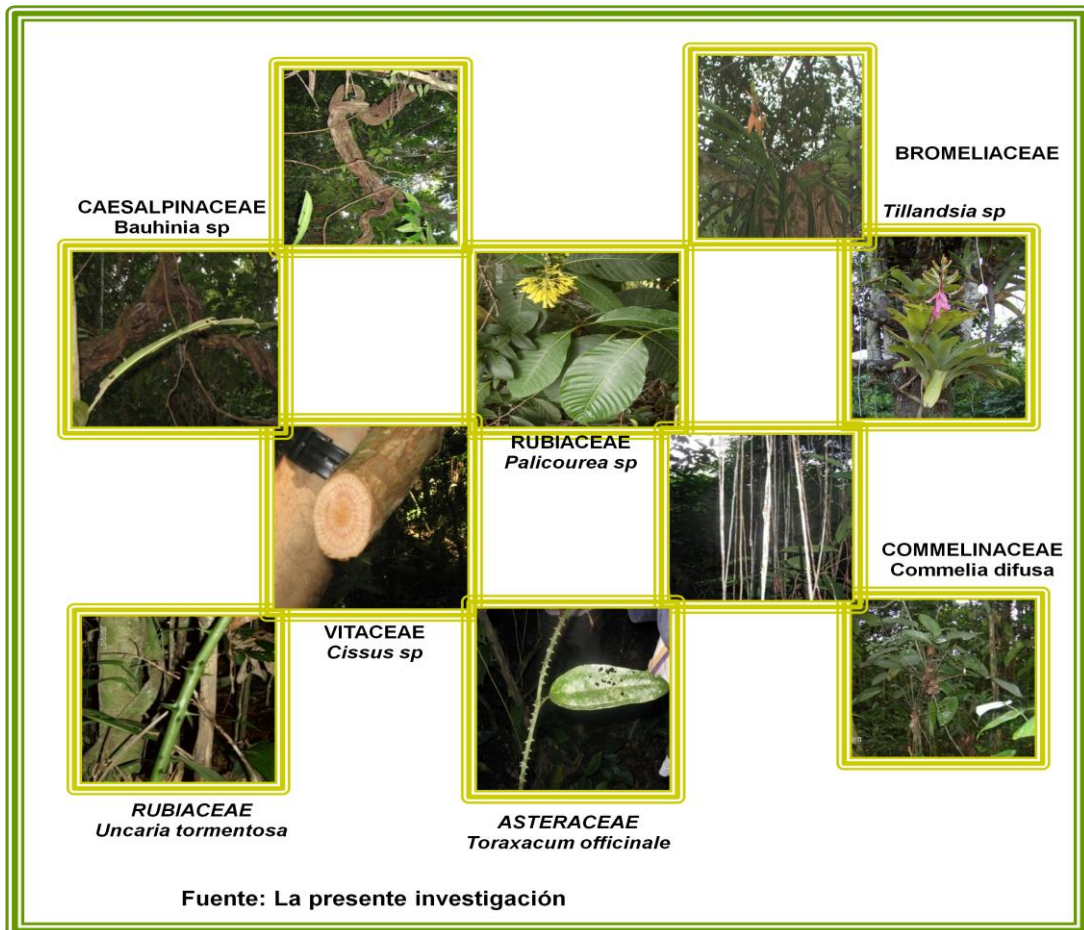 BROMELIACEAE
Tillandsia sp
CAESALPINACEAE
Bauhinia sp
RUBIACEAE
Palicourea sp
COMMELINACEAE
Commelia difusa
VITACEAE
Cissus sp
RUBIACEAE
Uncaria tormentosa
ASTERACEAE
Toraxacum officinale
Fuente: La presente investigación